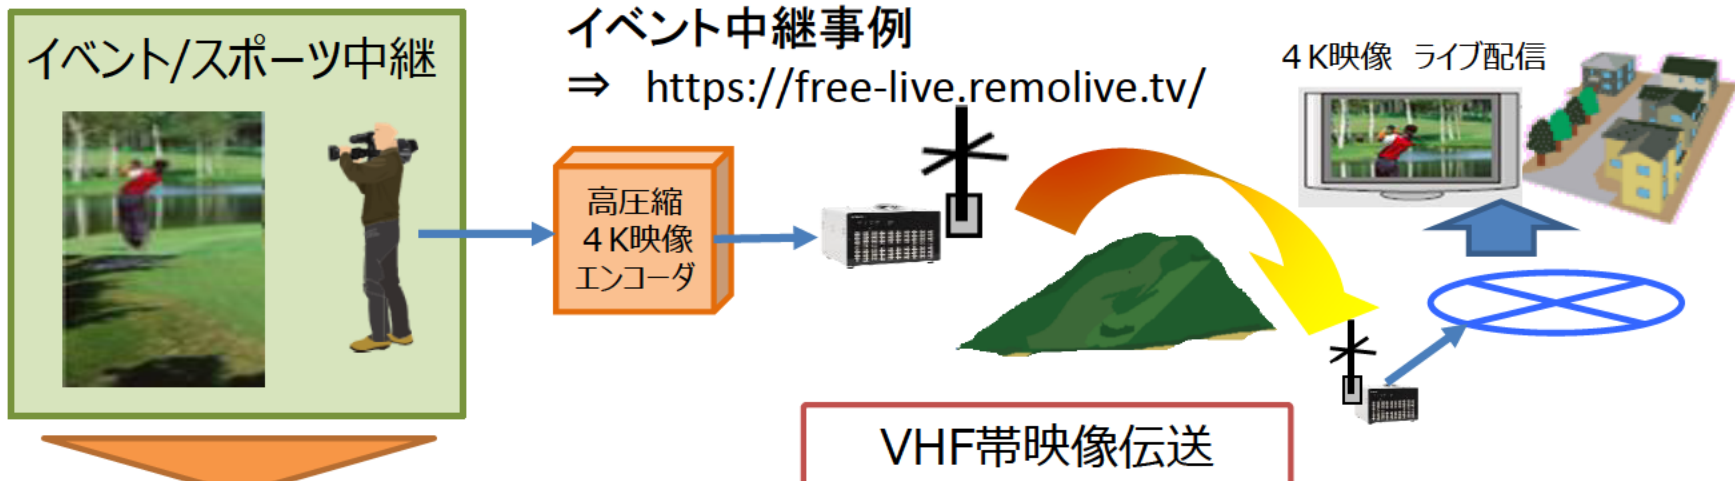 イベント/スポーツ中継
イベント中継事例
⇒ https://free-live.remolive.tv/
4K映像 ライブ配信
高圧縮
4K映像
エンコーダ
VHF帯映像伝送